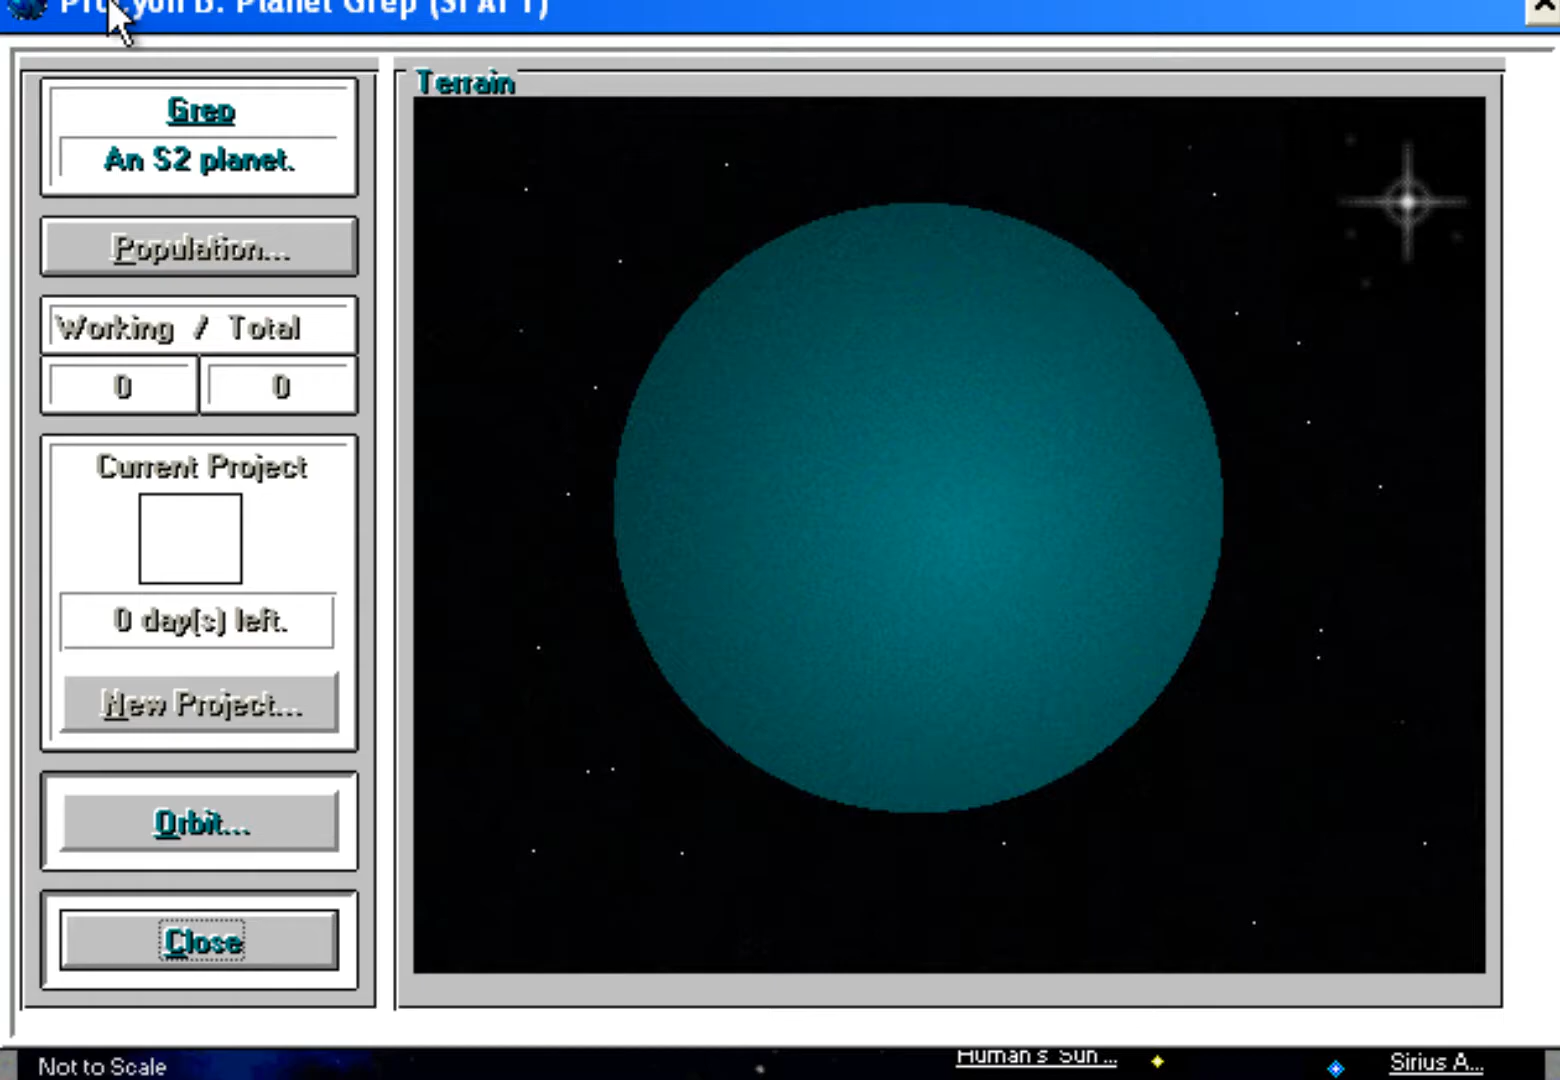 Procyon B: Planet Grep
Grep
An S2 planet.
Population...
Working / Total
0 0
Current Project
0 day(s) left.
New Project...
Orbit...
Close
Terrain
Not to Scale
Human's Sun ...
Sirius A...